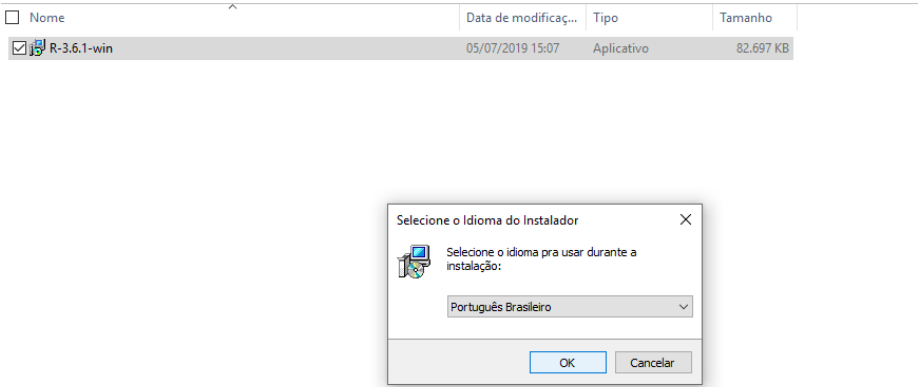 Nome Data de modificaç... Tipo Tamanho
R-3.6.1-win 05/07/2019 15:07 Aplicativo 82.697 KB
Selecione o Idioma do Instalador
Selecione o idioma pra usar durante a
instalação:
Português Brasileiro
OK Cancelar